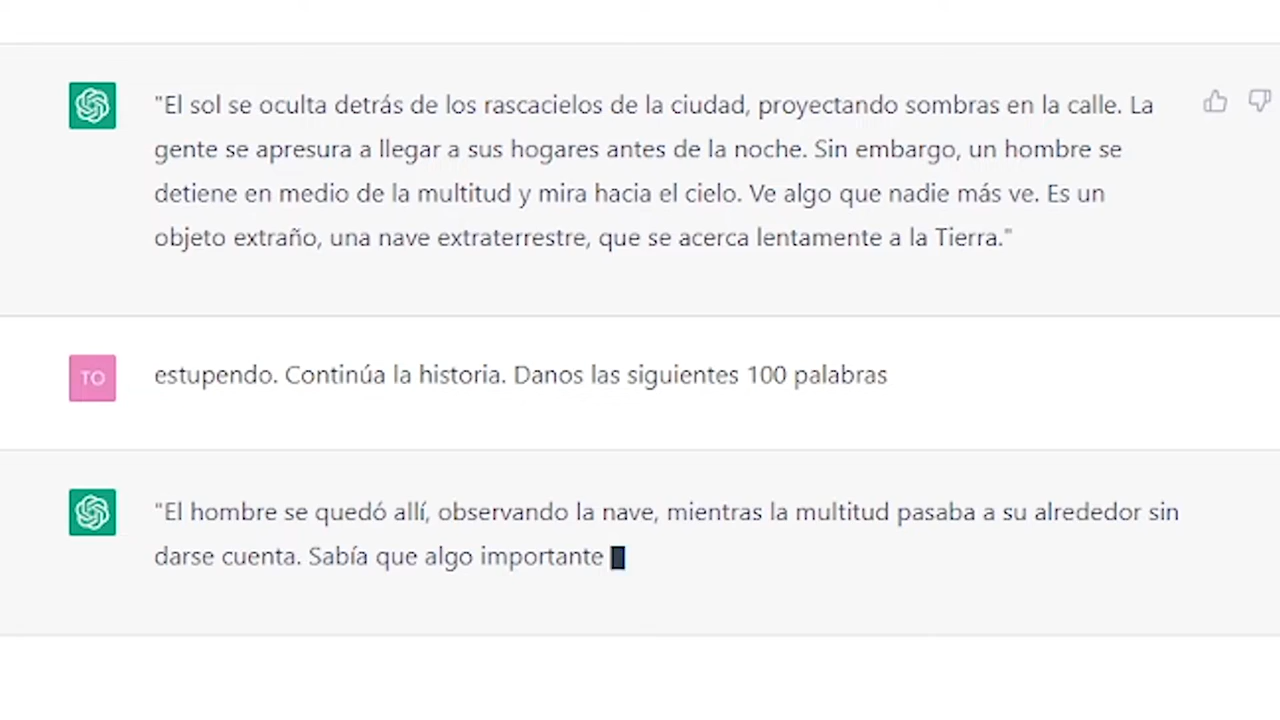 "El sol se oculta detrás de los rascacielos de la ciudad, proyectando sombras en la calle. La
gente se apresura a llegar a sus hogares antes de la noche. Sin embargo, un hombre se
detiene en medio de la multitud y mira hacia el cielo. Ve algo que nadie más ve. Es un
objeto extraño, una nave extraterrestre, que se acerca lentamente a la Tierra."
TO
estupendo. Continúa la historia. Danos las siguientes 100 palabras
"El hombre se quedó allí, observando la nave, mientras la multitud pasaba a su alrededor sin
darse cuenta. Sabía que algo importante